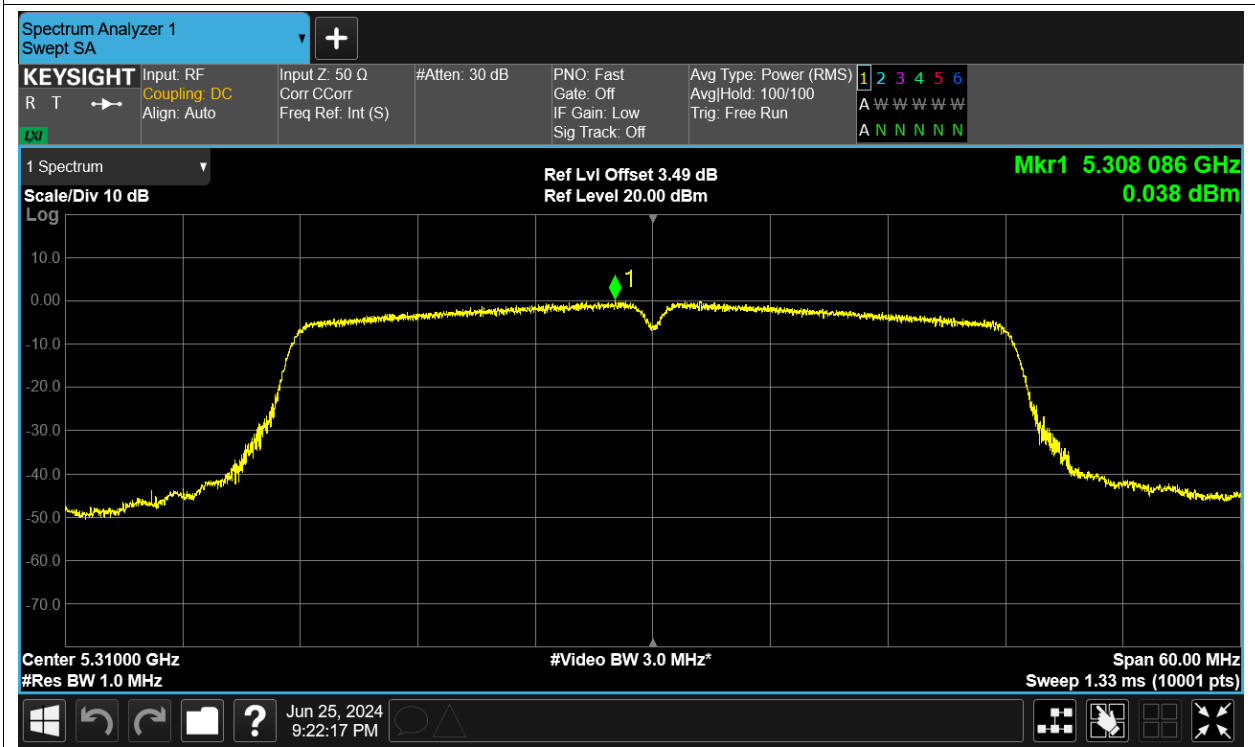 Spectrum Analyzer 1
Swept SA
KEYSIGHT
R T
LXI
Input: RF
Coupling: DC
Align: Auto
Input Z: 50 Ω
Corr CCorr
Freq Ref: Int (S)
#Atten: 30 dB
PNO: Fast
Gate: Off
IF Gain: Low
Sig Track: Off
Avg Type: Power (RMS)
Avg|Hold: 100/100
Trig: Free Run
1 2 3 4 5 6
A W W W W W
A N N N N N
1 Spectrum
Scale/Div 10 dB
Log
Ref Lvl Offset 3.49 dB
Ref Level 20.00 dBm
Mkr1 5.308 086 GHz
0.038 dBm
1
10.0
0.00
-10.0
-20.0
-30.0
-40.0
-50.0
-60.0
-70.0
Center 5.31000 GHz
#Res BW 1.0 MHz
#Video BW 3.0 MHz*
Span 60.00 MHz
Sweep 1.33 ms (10001 pts)
?
Jun 25, 2024
9:22:17 PM